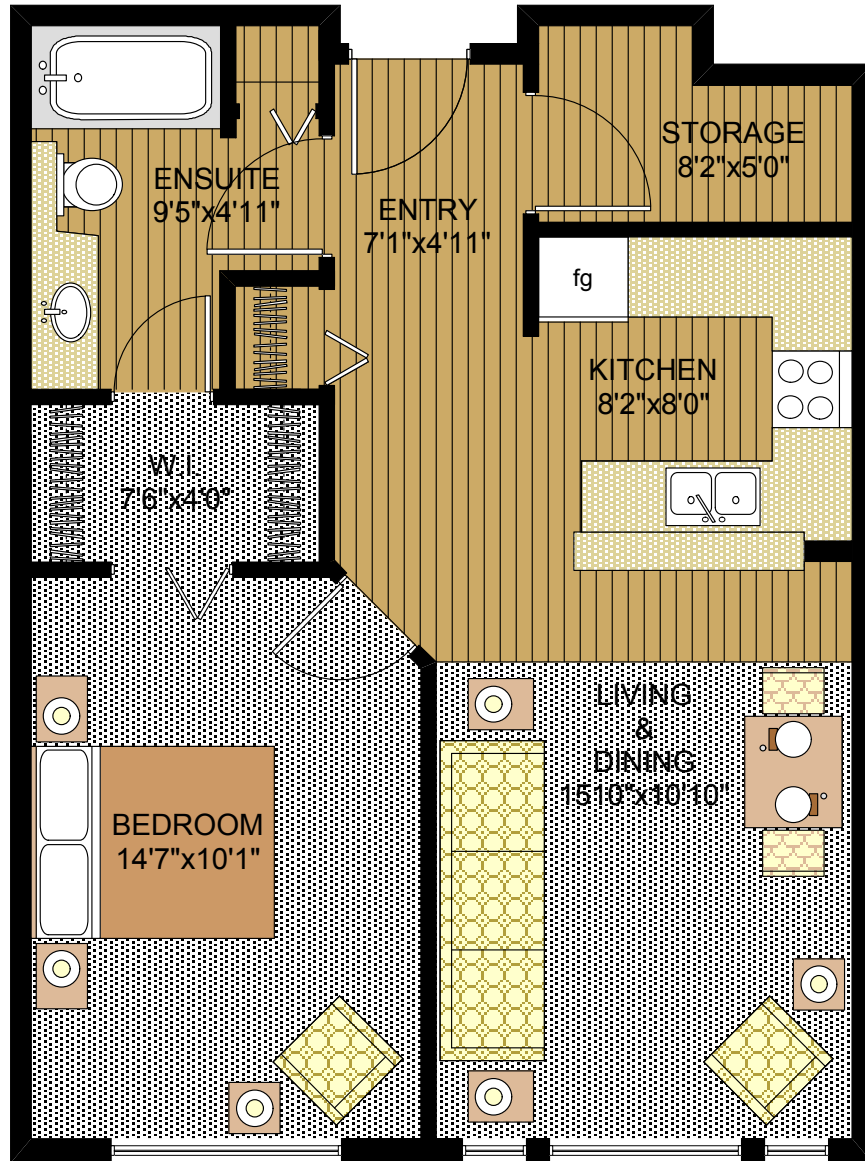 STORAGE
8'2"x5'0"
ENSUITE
9'5"x4'11"
ENTRY
7'1"x4'11"
fg
KITCHEN
8'2"x8'0"
W.I.
7'6"x4'0"
LIVING
&
DINING
15'10"x10'10"
BEDROOM
14'7"x10'1"